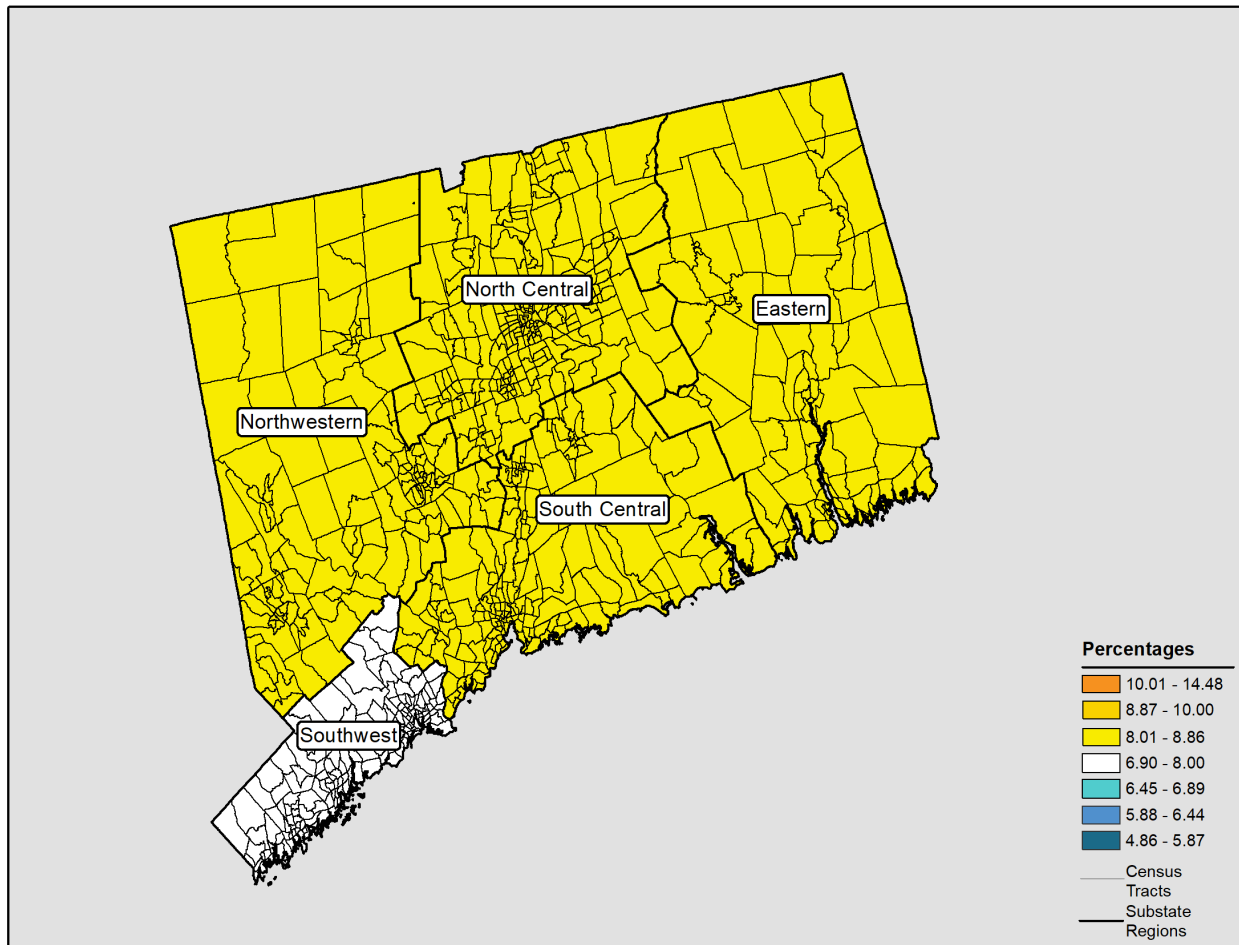 North Central
Eastern
Northwestern
South Central
Southwest
Percentages
10.01 - 14.48
8.87 - 10.00
8.01 - 8.86
6.90 - 8.00
6.45 - 6.89
5.88 - 6.44
4.86 - 5.87
Census
Tracts
Substate
Regions